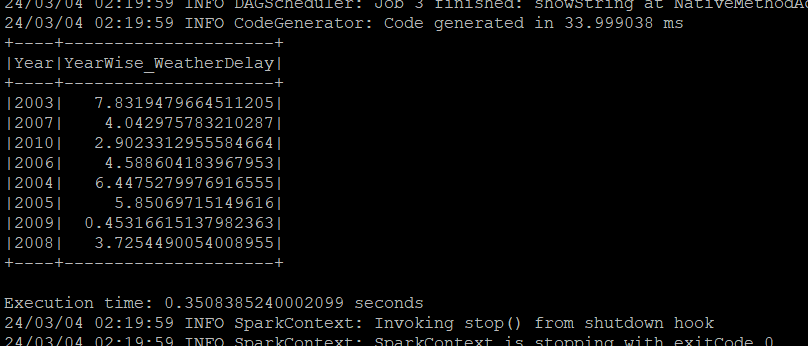 24/03/04 02:19:59 INFO DAGScheduler: Job 3 finished: showString at NativeMethodAc
24/03/04 02:19:59 INFO CodeGenerator: Code generated in 33.999038 ms
+----+---------------------+
|Year|YearWise_WeatherDelay|
+----+---------------------+
|2003|   7.8319479664511205|
|2007|    4.042975783210287|
|2010|   2.9023312955584664|
|2006|    4.588604183967953|
|2004|   6.4475279976916555|
|2005|     5.85069715149616|
|2009|  0.45316615137982363|
|2008|   3.7254490054008955|
+----+---------------------+
Execution time: 0.3508385240002099 seconds
24/03/04 02:19:59 INFO SparkContext: Invoking stop() from shutdown hook
24/03/04 02:19:59 INFO SparkContext: SparkContext is stopping with exitCode 0